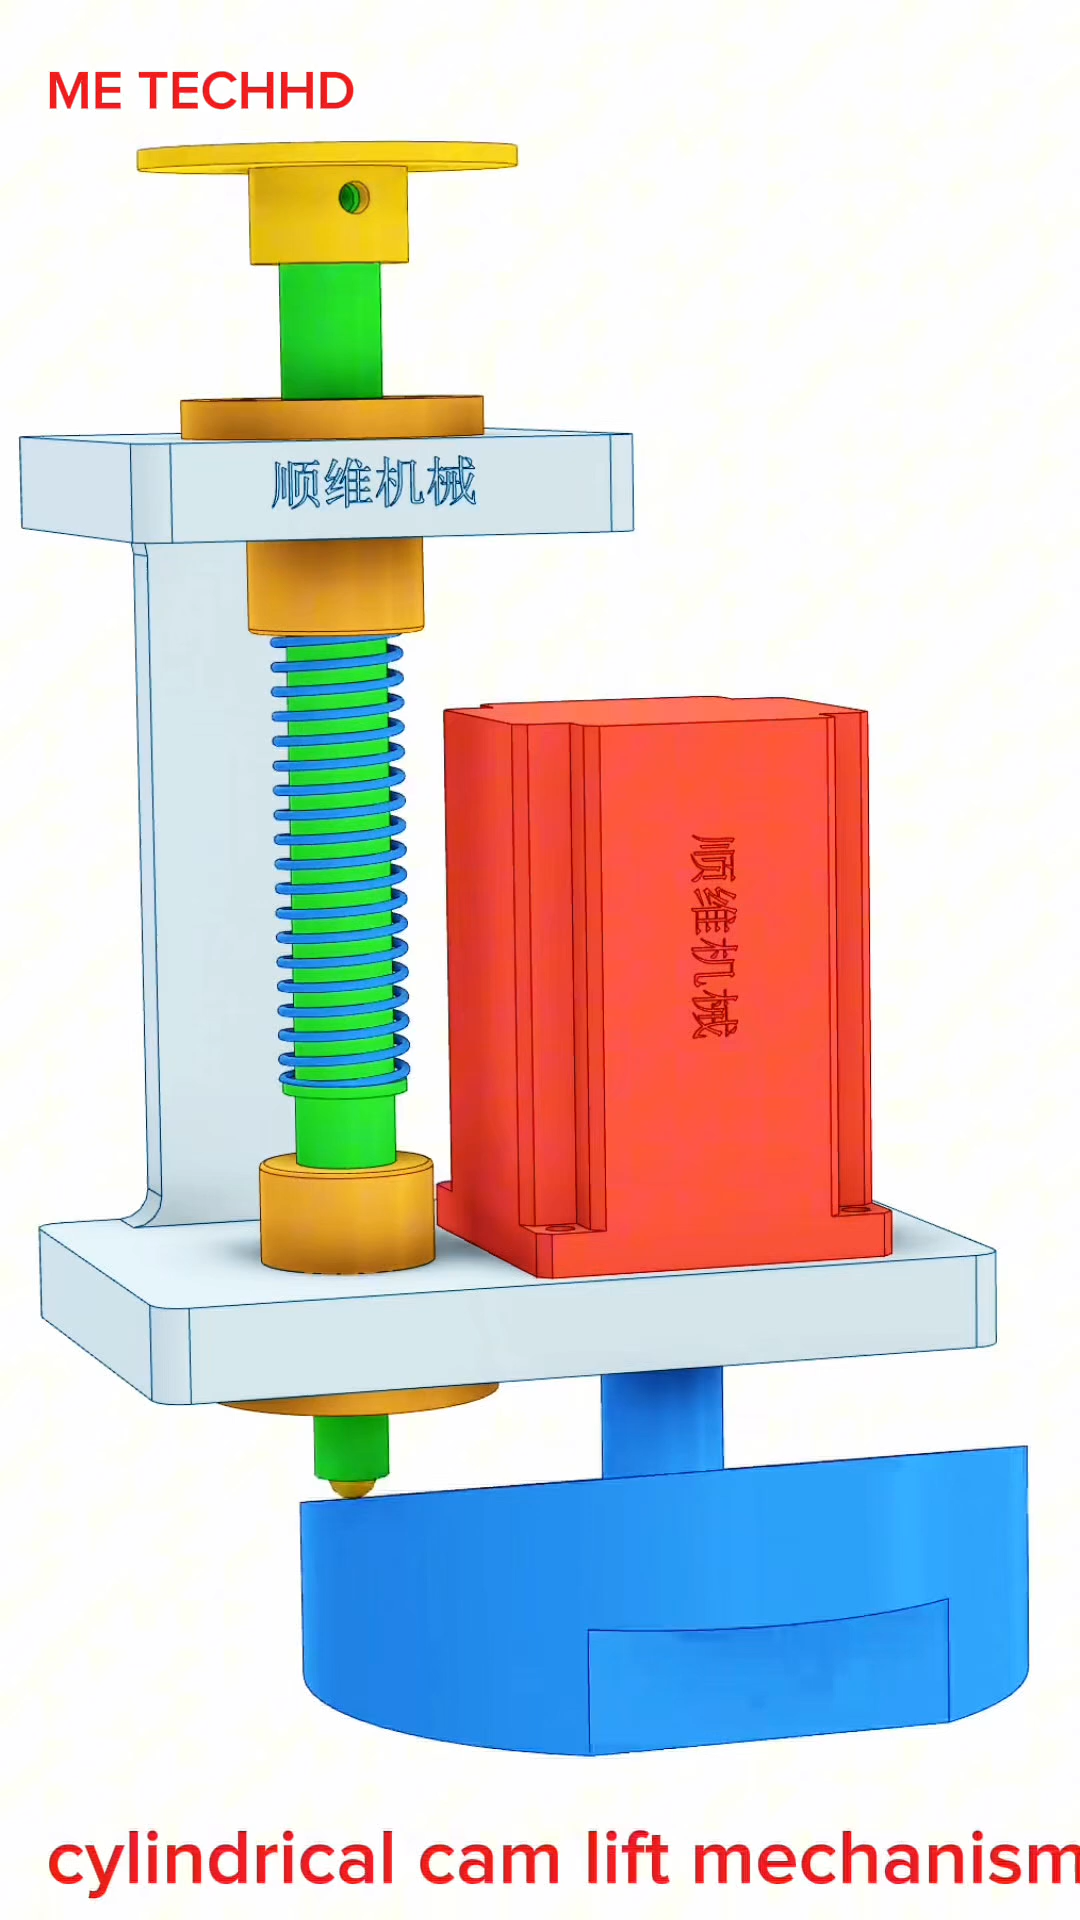 ME TECHHD
顺维机械
顺维机械
cylindrical cam lift mechanism